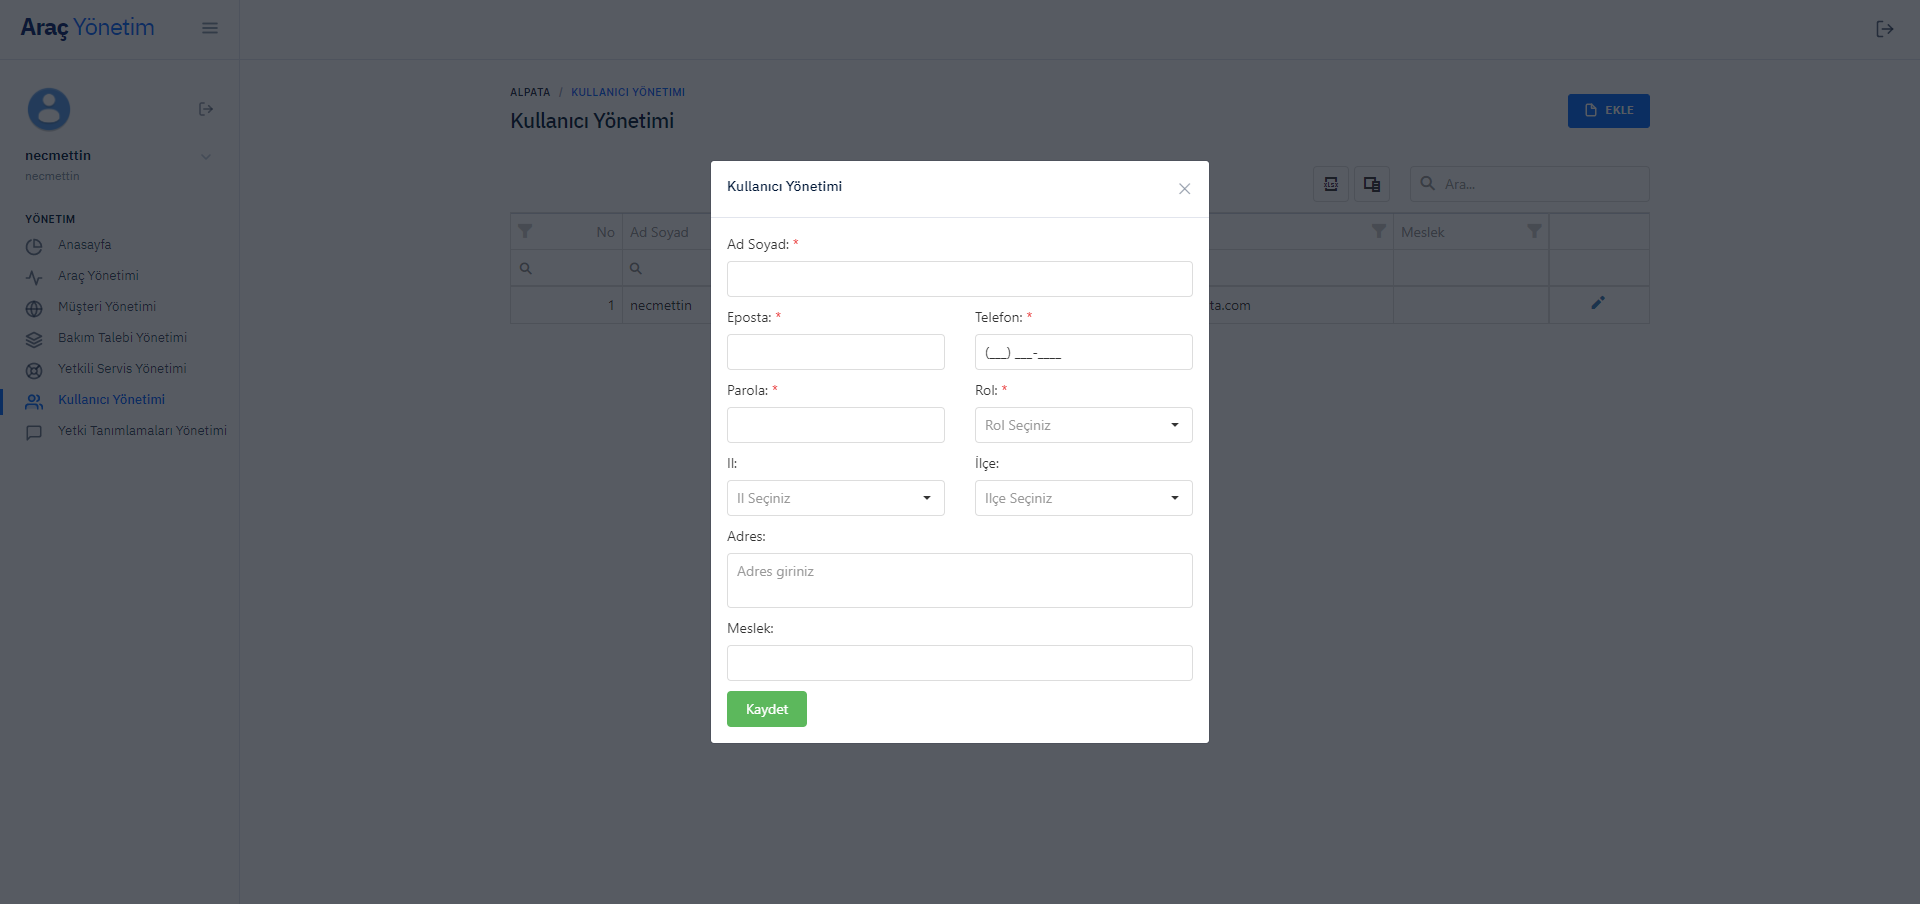 Araç Yönetim
necmettin
necmettin
YÖNETIM
Anasayfa
Araç Yönetimi
Müşteri Yönetimi
Bakım Talebi Yönetimi
Yetkili Servis Yönetimi
Kullanıcı Yönetimi
Yetki Tanımlamaları Yönetimi
ALPATA / KULLANICI YÖNETIMI
Kullanıcı Yönetimi
EKLE
Ara...
No Ad Soyad Meslek
1 necmettin ta.com
Kullanıcı Yönetimi
Ad Soyad: *
Eposta: * Telefon: *
(___) ___-____
Parola: * Rol: *
Rol Seçiniz
Il: İlçe:
Il Seçiniz Ilçe Seçiniz
Adres:
Adres giriniz
Meslek:
Kaydet